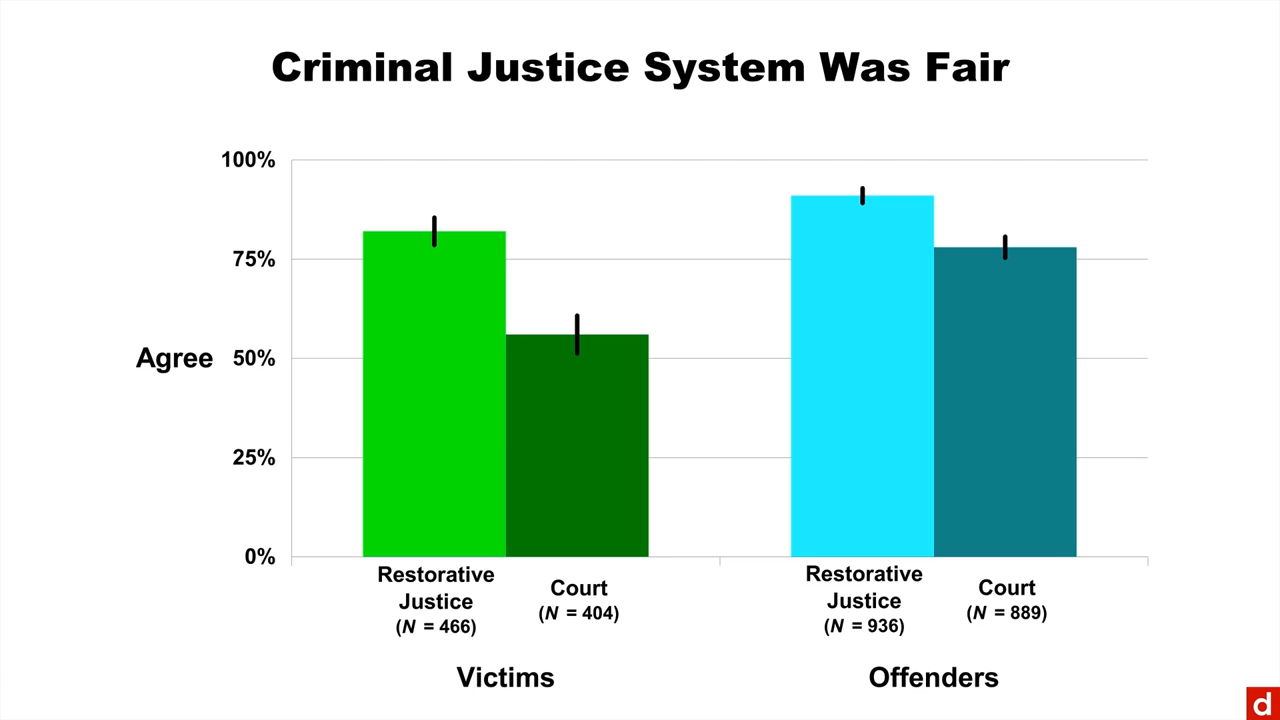 Criminal Justice System Was Fair
100%
75%
Agree
50%
25%
0%
Restorative
Justice
(N = 466)
Court
(N = 404)
Restorative
Justice
(N = 936)
Court
(N = 889)
Victims
Offenders
d